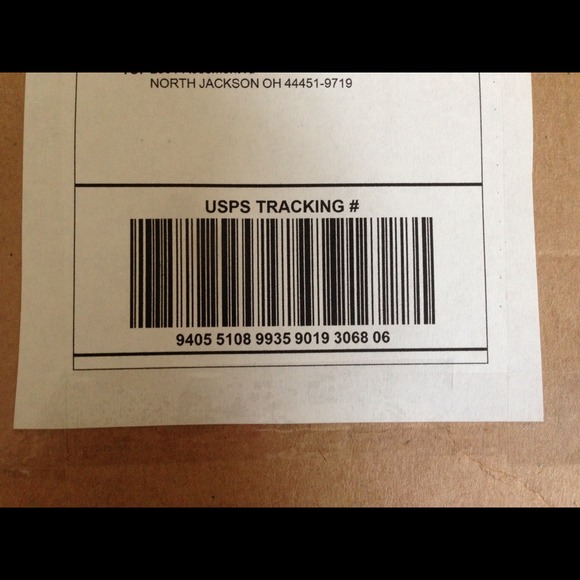 NORTH JACKSON OH 44451-9719
USPS TRACKING #
9405 5108 9935 9019 3068 06